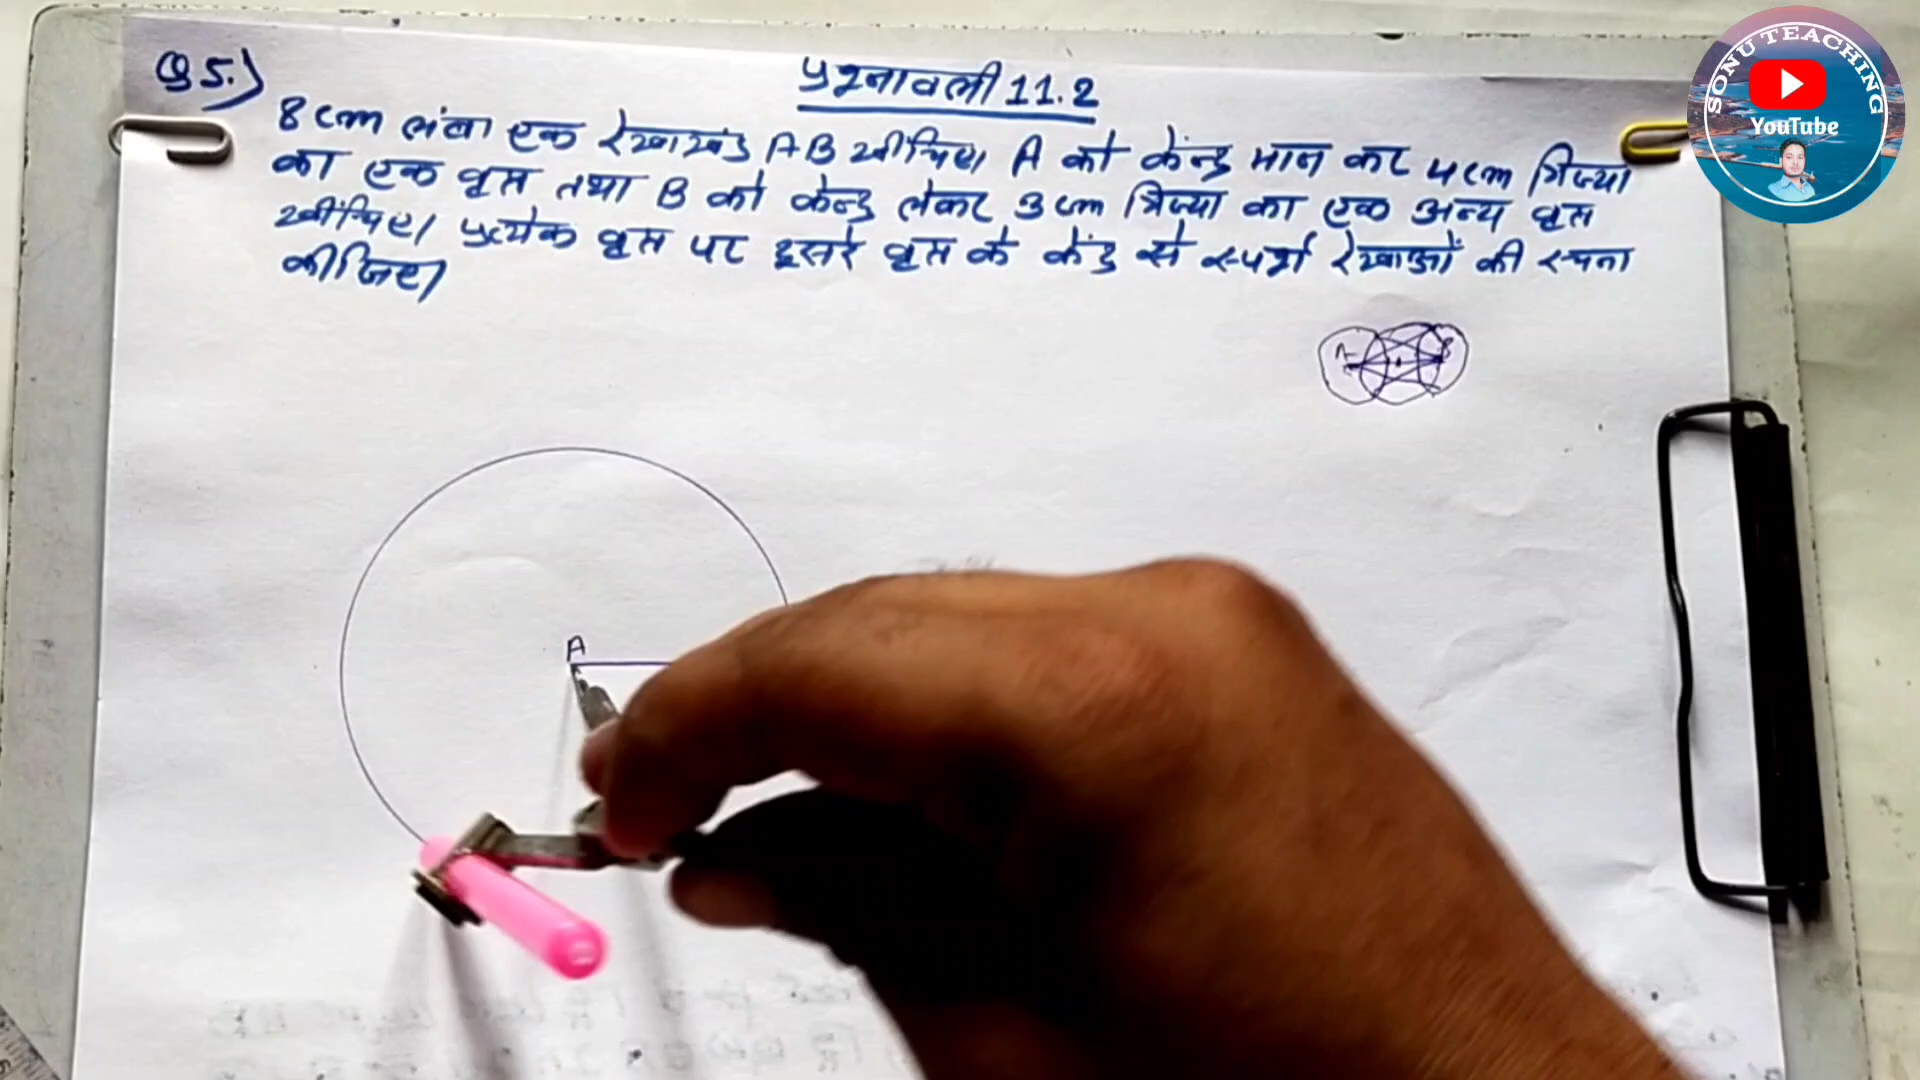 प्रश्नावली 11.2
Q 5.)
8 cm लंबा एक रेखाखंड AB खींचिए। A को केन्द्र मान कर 4 cm त्रिज्या
का एक वृत्त तथा B को केन्द्र लेकर 3 cm त्रिज्या का एक अन्य वृत्त
खींचिए। प्रत्येक वृत्त पर दूसरे वृत्त के केंद्र से स्पर्श रेखाओं की रचना
कीजिए।
A
B
A
SONU TEACHING
YouTube